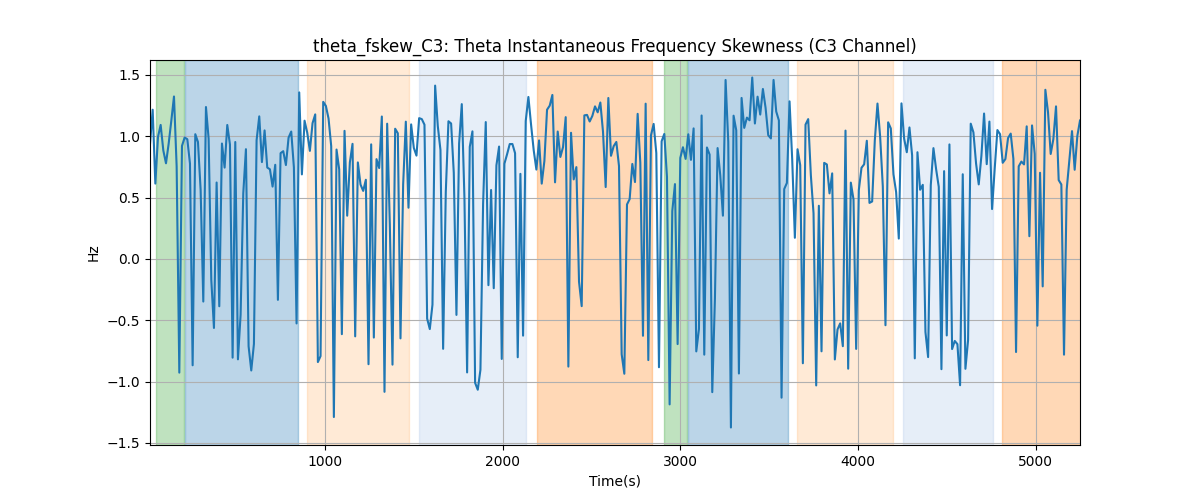 theta_fskew_C3: Theta Instantaneous Frequency Skewness (C3 Channel)
1.5
1.0
0.5
0.0
−0.5
−1.0
−1.5
Hz
1000 2000 3000 4000 5000
Time(s)